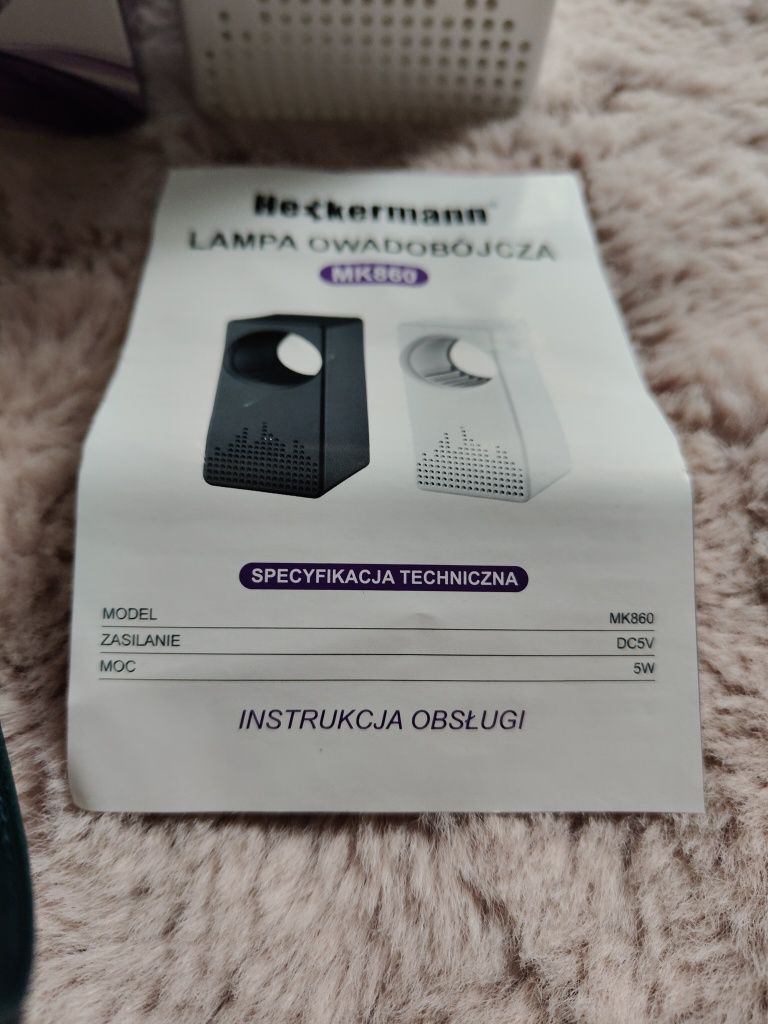 Heckermann
LAMPA OWADOBÓJCZA
MK860
SPECYFIKACJA TECHNICZNA
MODEL MK860
ZASILANIE DC5V
MOC 5W
INSTRUKCJA OBSŁUGI